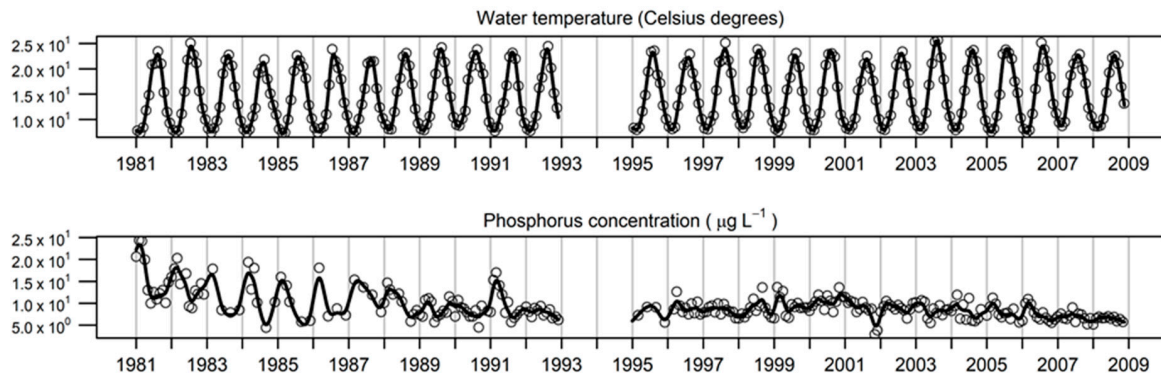 Water temperature (Celsius degrees)
2.5 x 10¹
2.0 x 10¹
1.5 x 10¹
1.0 x 10¹
1981 1983 1985 1987 1989 1991 1993 1995 1997 1999 2001 2003 2005 2007 2009
Phosphorus concentration ( μg L⁻¹ )
2.5 x 10¹
2.0 x 10¹
1.5 x 10¹
1.0 x 10¹
5.0 x 10⁰
1981 1983 1985 1987 1989 1991 1993 1995 1997 1999 2001 2003 2005 2007 2009